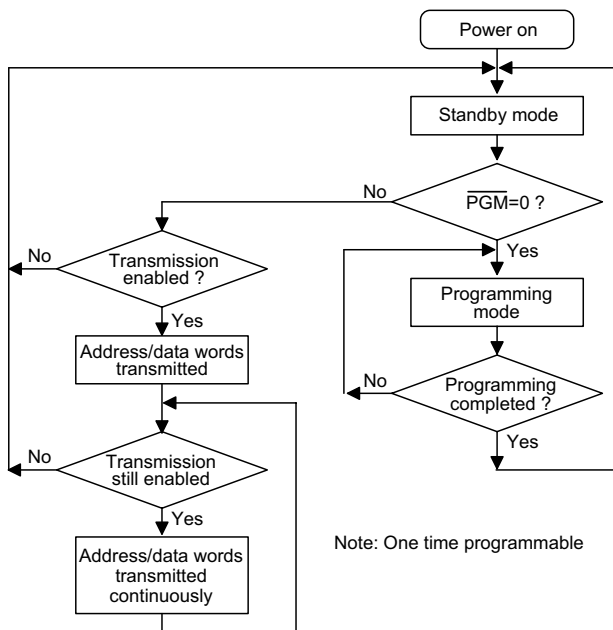 Power on
Standby mode
No
PGM=0 ?
Yes
No
Transmission
enabled ?
Yes
Programming
mode
Address/data words
transmitted
No
Programming
completed ?
Yes
No
Transmission
still enabled
Yes
Note: One time programmable
Address/data words
transmitted
continuously